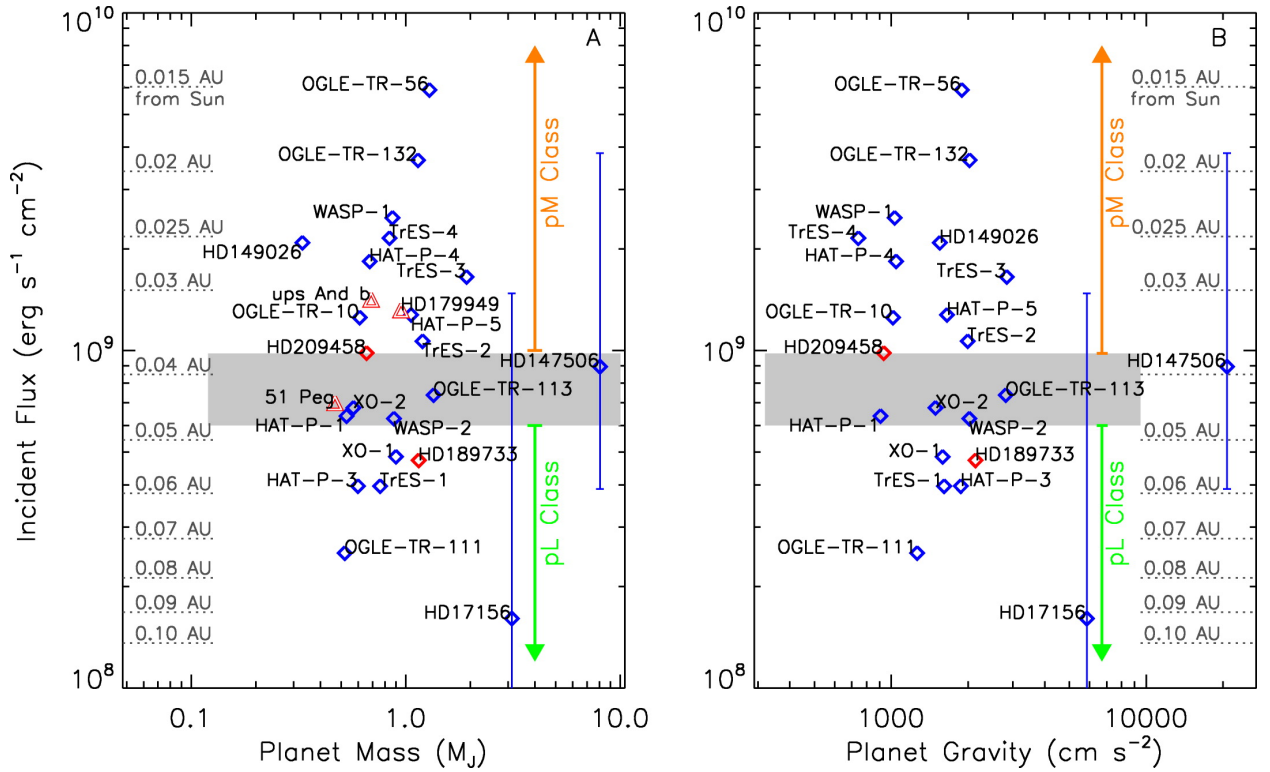 10^10
10^9
10^8
Incident Flux (erg s^−1 cm^−2)
A
0.015 AU
from Sun
0.02 AU
0.025 AU
0.03 AU
0.04 AU
0.05 AU
0.06 AU
0.07 AU
0.08 AU
0.09 AU
0.10 AU
OGLE−TR−56
OGLE−TR−132
WASP−1
TrES−4
HD149026
HAT−P−4
TrES−3
ups And b
HD179949
OGLE−TR−10
HAT−P−5
HD209458
TrES−2
HD147506
OGLE−TR−113
51 Peg
XO−2
HAT−P−1
WASP−2
XO−1
HD189733
HAT−P−3
TrES−1
OGLE−TR−111
HD17156
pM Class
pL Class
0.1
1.0
10.0
Planet Mass (M_J)
10^10
10^9
10^8
B
0.015 AU
from Sun
0.02 AU
0.025 AU
0.03 AU
0.04 AU
0.05 AU
0.06 AU
0.07 AU
0.08 AU
0.09 AU
0.10 AU
OGLE−TR−56
OGLE−TR−132
WASP−1
TrES−4
HD149026
HAT−P−4
TrES−3
OGLE−TR−10
HAT−P−5
TrES−2
HD209458
HD147506
OGLE−TR−113
XO−2
HAT−P−1
WASP−2
XO−1
HD189733
TrES−1
HAT−P−3
OGLE−TR−111
HD17156
pM Class
pL Class
1000
10000
Planet Gravity (cm s^−2)